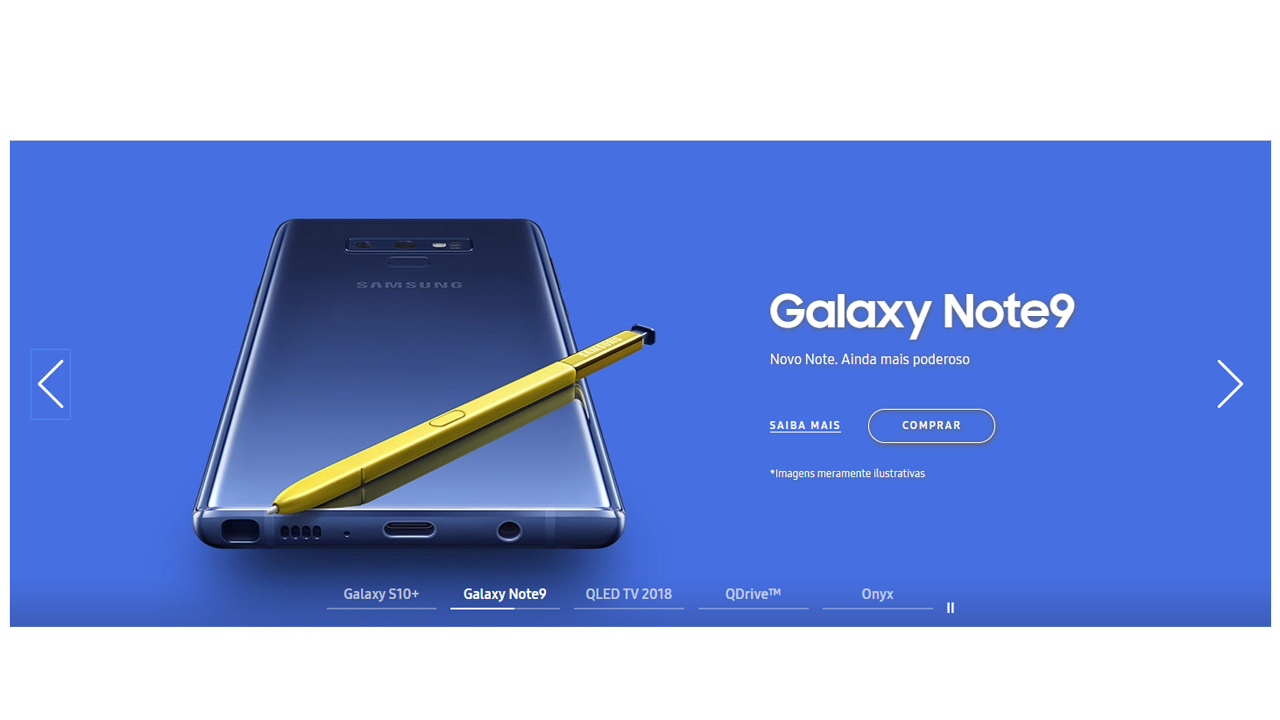 SAMSUNG
Galaxy Note9
Novo Note. Ainda mais poderoso
SAIBA MAIS
COMPRAR
*Imagens meramente ilustrativas
Galaxy S10+
Galaxy Note9
QLED TV 2018
QDrive™
Onyx